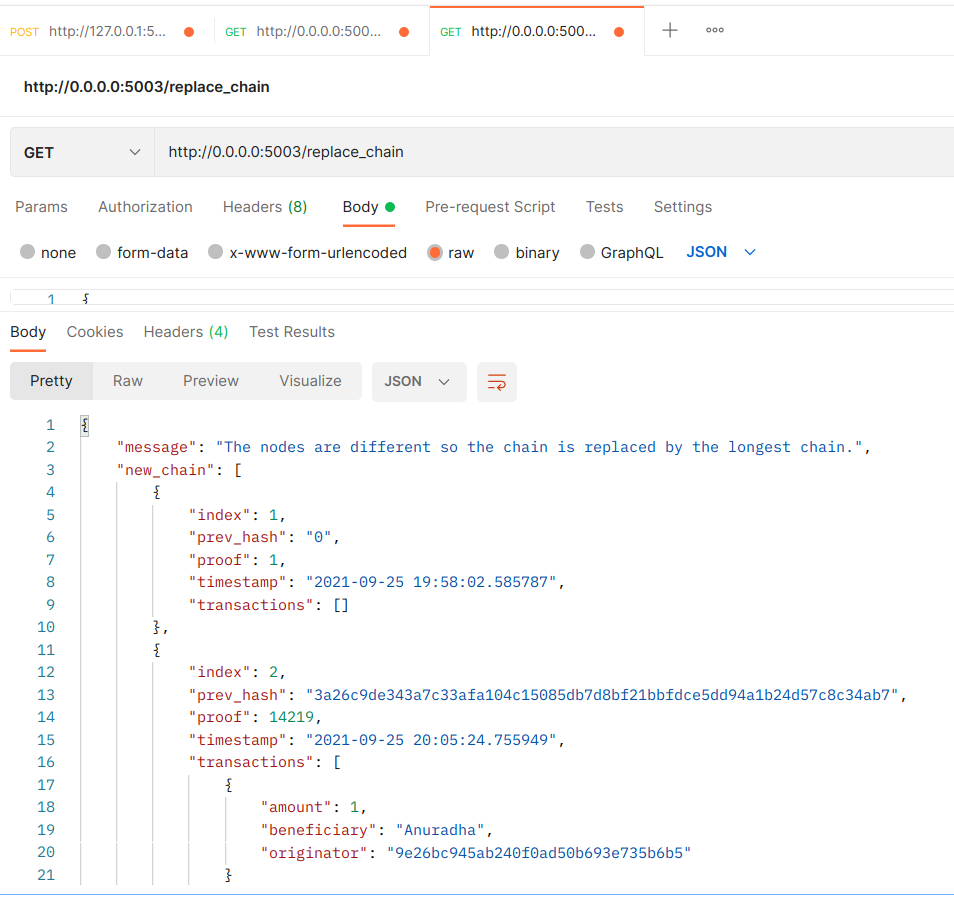 POST http://127.0.0.1:5... GET http://0.0.0.0:500... GET http://0.0.0.0:500...
http://0.0.0.0:5003/replace_chain
GET http://0.0.0.0:5003/replace_chain
Params Authorization Headers (8) Body Pre-request Script Tests Settings
none form-data x-www-form-urlencoded raw binary GraphQL JSON
1 {
Body Cookies Headers (4) Test Results
Pretty Raw Preview Visualize JSON
1 {
2 "message": "The nodes are different so the chain is replaced by the longest chain.",
3 "new_chain": [
4 {
5 "index": 1,
6 "prev_hash": "0",
7 "proof": 1,
8 "timestamp": "2021-09-25 19:58:02.585787",
9 "transactions": []
10 },
11 {
12 "index": 2,
13 "prev_hash": "3a26c9de343a7c33afa104c15085db7d8bf21bbfdce5dd94a1b24d57c8c34ab7",
14 "proof": 14219,
15 "timestamp": "2021-09-25 20:05:24.755949",
16 "transactions": [
17 {
18 "amount": 1,
19 "beneficiary": "Anuradha",
20 "originator": "9e26bc945ab240f0ad50b693e735b6b5"
21 }